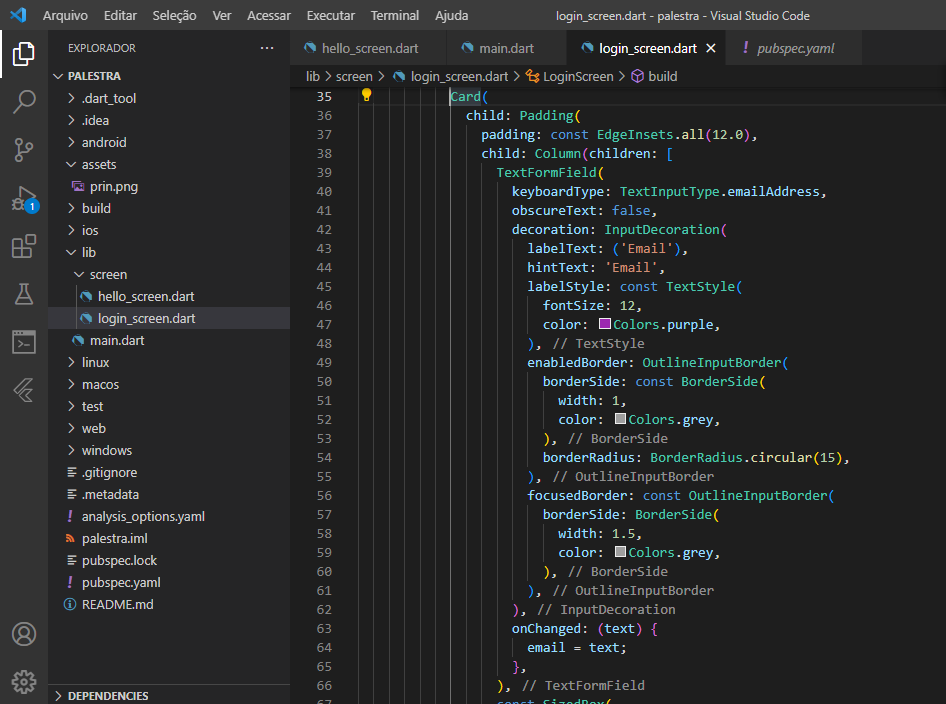 Arquivo Editar Seleção Ver Acessar Executar Terminal Ajuda login_screen.dart - palestra - Visual Studio Code
EXPLORADOR ...
PALESTRA
.dart_tool
.idea
android
assets
prin.png
build
ios
lib
screen
hello_screen.dart
login_screen.dart
main.dart
linux
macos
test
web
windows
.gitignore
.metadata
! analysis_options.yaml
palestra.iml
pubspec.lock
! pubspec.yaml
README.md
DEPENDENCIES
1
hello_screen.dart main.dart login_screen.dart ! pubspec.yaml
lib > screen > login_screen.dart > LoginScreen > build
35 Card(
36 child: Padding(
37 padding: const EdgeInsets.all(12.0),
38 child: Column(children: [
39 TextFormField(
40 keyboardType: TextInputType.emailAddress,
41 obscureText: false,
42 decoration: InputDecoration(
43 labelText: ('Email'),
44 hintText: 'Email',
45 labelStyle: const TextStyle(
46 fontSize: 12,
47 color: Colors.purple,
48 ), // TextStyle
49 enabledBorder: OutlineInputBorder(
50 borderSide: const BorderSide(
51 width: 1,
52 color: Colors.grey,
53 ), // BorderSide
54 borderRadius: BorderRadius.circular(15),
55 ), // OutlineInputBorder
56 focusedBorder: const OutlineInputBorder(
57 borderSide: BorderSide(
58 width: 1.5,
59 color: Colors.grey,
60 ), // BorderSide
61 ), // OutlineInputBorder
62 ), // InputDecoration
63 onChanged: (text) {
64 email = text;
65 },
66 ), // TextFormField
67 const SizedBox(